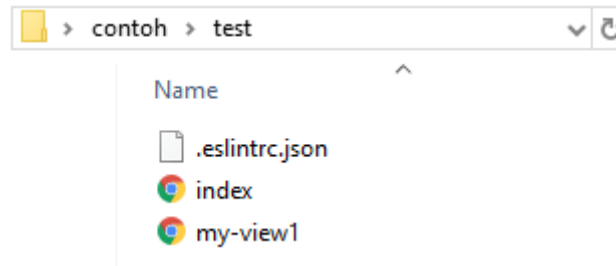 contoh > test
Name
.eslintrc.json
index
my-view1